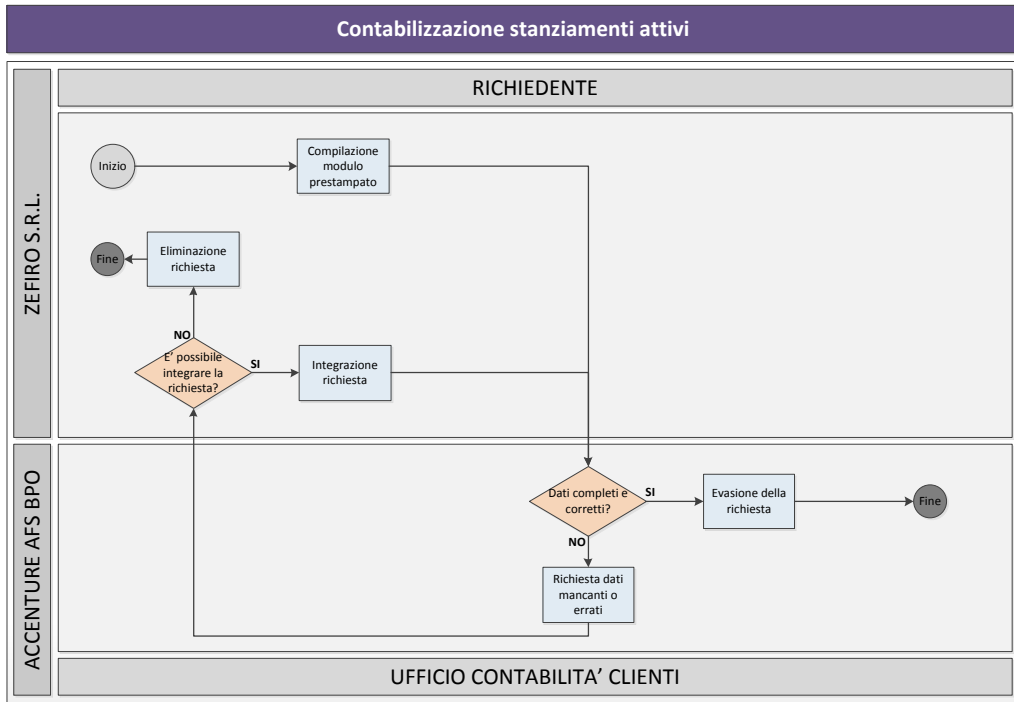 Contabilizzazione stanziamenti attivi
RICHIEDENTE
ZEFIRO S.R.L.
Inizio
Compilazione
modulo
prestampato
Fine
Eliminazione
richiesta
NO
E' possibile
integrare la
richiesta?
SI
Integrazione
richiesta
ACCENTURE AFS BPO
Dati completi e
corretti?
SI
Evasione della
richiesta
Fine
NO
Richiesta dati
mancanti o
errati
UFFICIO CONTABILITA' CLIENTI